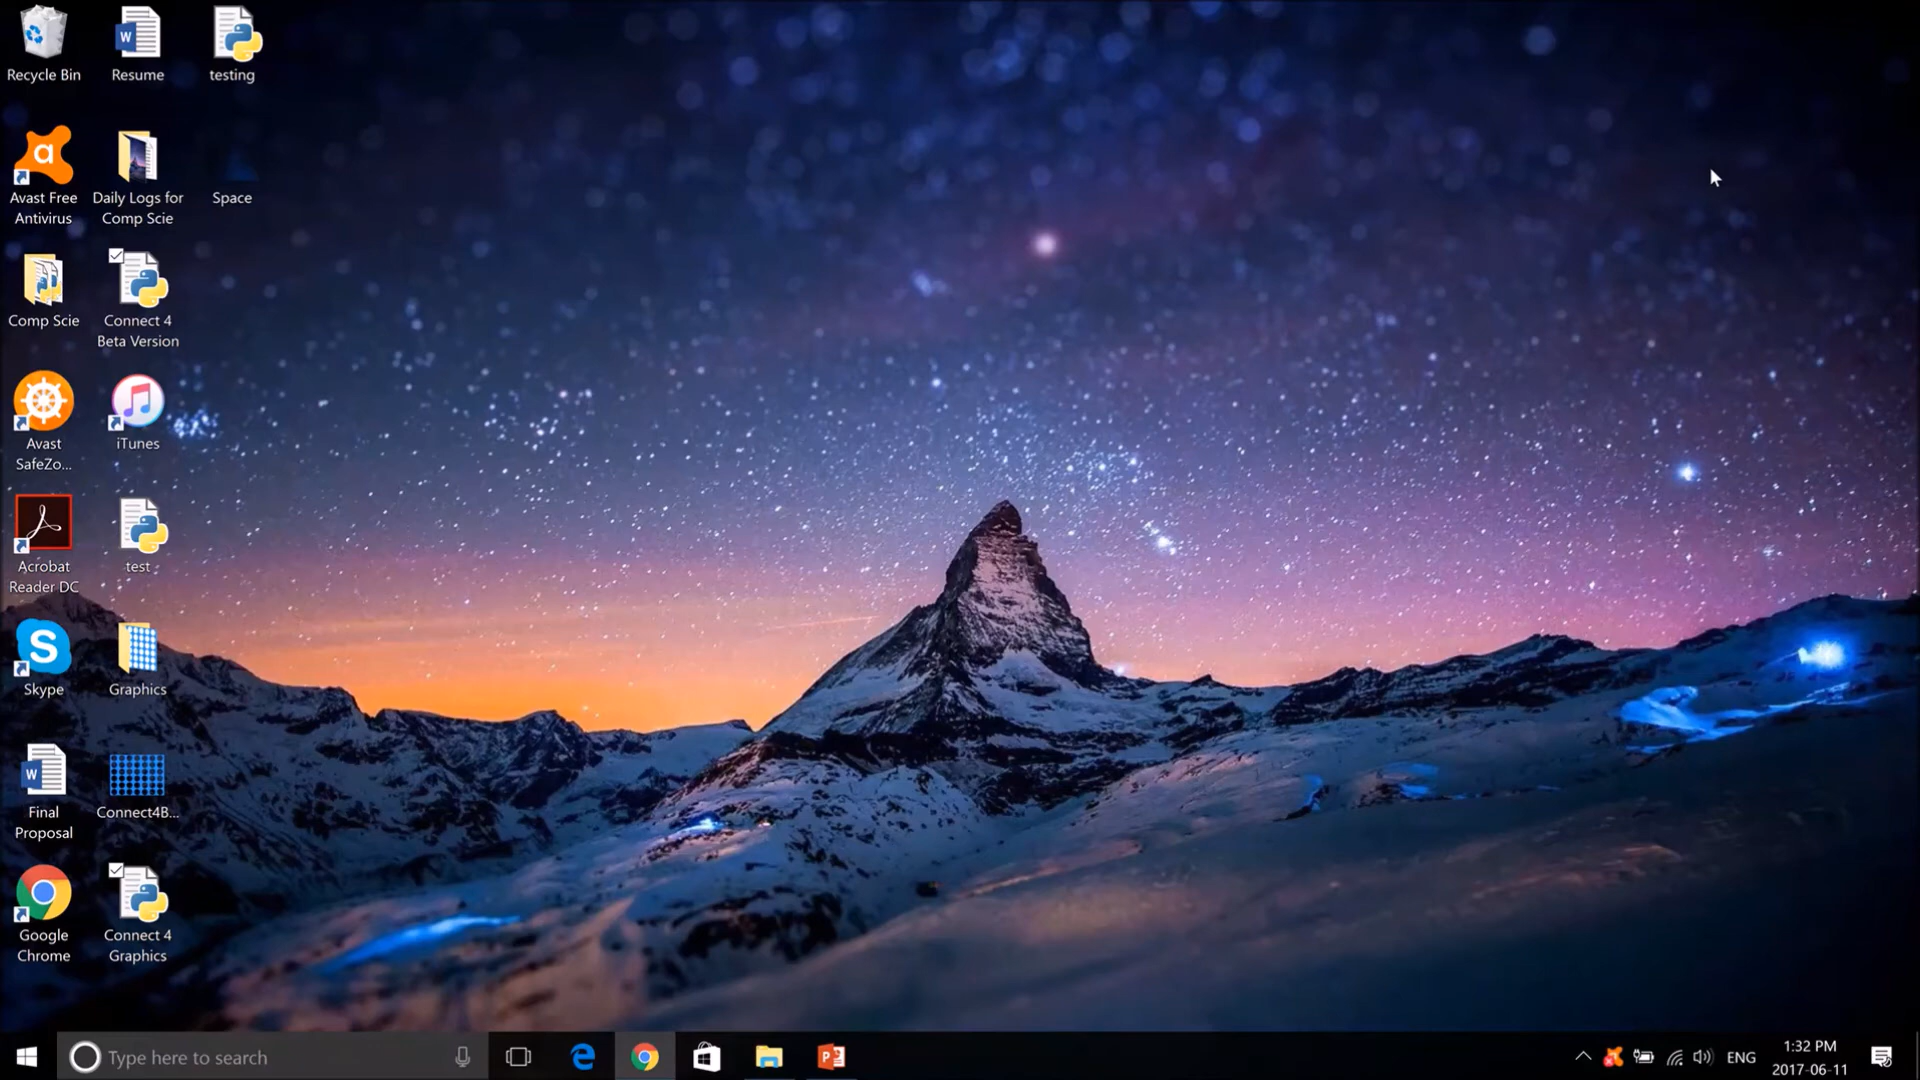 Recycle Bin
Resume
testing
Avast Free
Antivirus
Daily Logs for
Comp Scie
Space
Comp Scie
Connect 4
Beta Version
Avast
SafeZo...
iTunes
Acrobat
Reader DC
test
Skype
Graphics
Final
Proposal
Connect4B...
Google
Chrome
Connect 4
Graphics
Type here to search
ENG
1:32 PM
2017-06-11